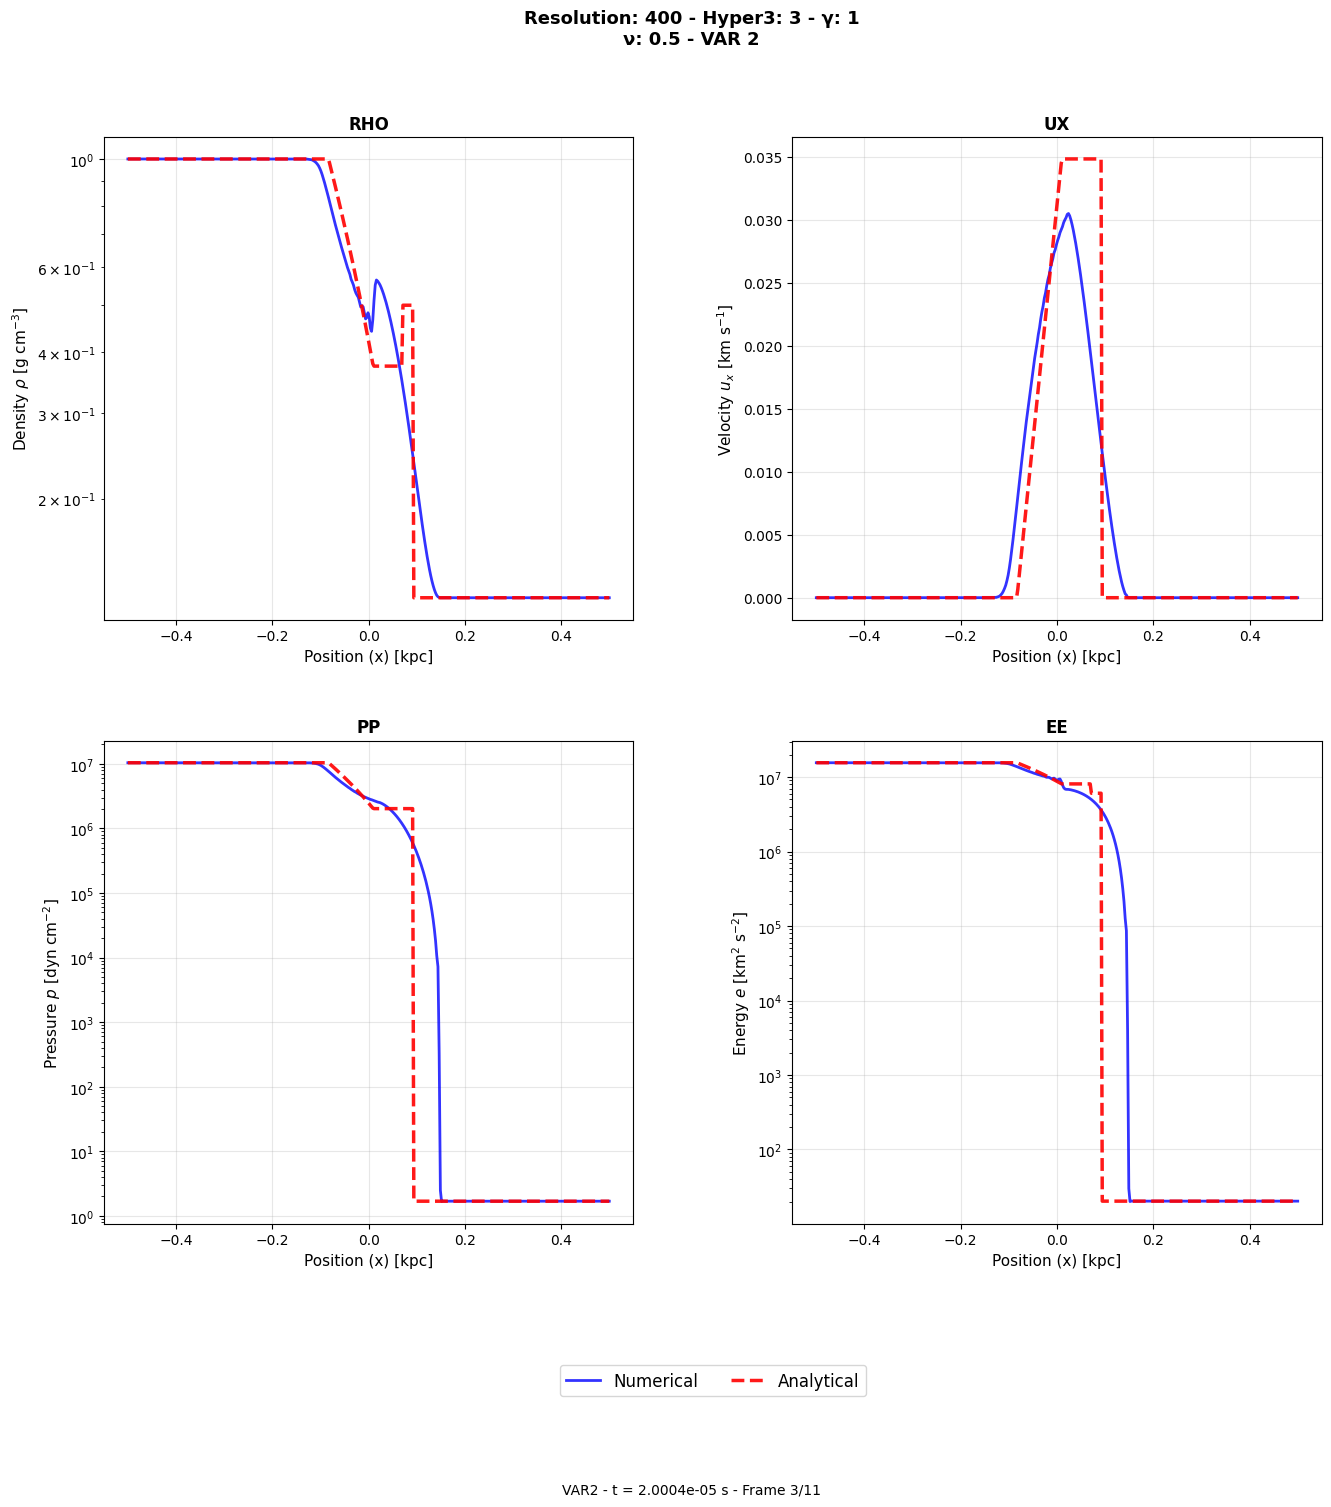 Resolution: 400 - Hyper3: 3 - γ: 1
ν: 0.5 - VAR 2
RHO
Density ρ [g cm⁻³]
10⁰
6 × 10⁻¹
4 × 10⁻¹
3 × 10⁻¹
2 × 10⁻¹
−0.4 −0.2 0.0 0.2 0.4
Position (x) [kpc]
UX
Velocity uₓ [km s⁻¹]
0.035
0.030
0.025
0.020
0.015
0.010
0.005
0.000
−0.4 −0.2 0.0 0.2 0.4
Position (x) [kpc]
PP
Pressure p [dyn cm⁻²]
10⁷
10⁶
10⁵
10⁴
10³
10²
10¹
10⁰
−0.4 −0.2 0.0 0.2 0.4
Position (x) [kpc]
EE
Energy e [km² s⁻²]
10⁷
10⁶
10⁵
10⁴
10³
10²
−0.4 −0.2 0.0 0.2 0.4
Position (x) [kpc]
Numerical Analytical
VAR2 - t = 2.0004e-05 s - Frame 3/11